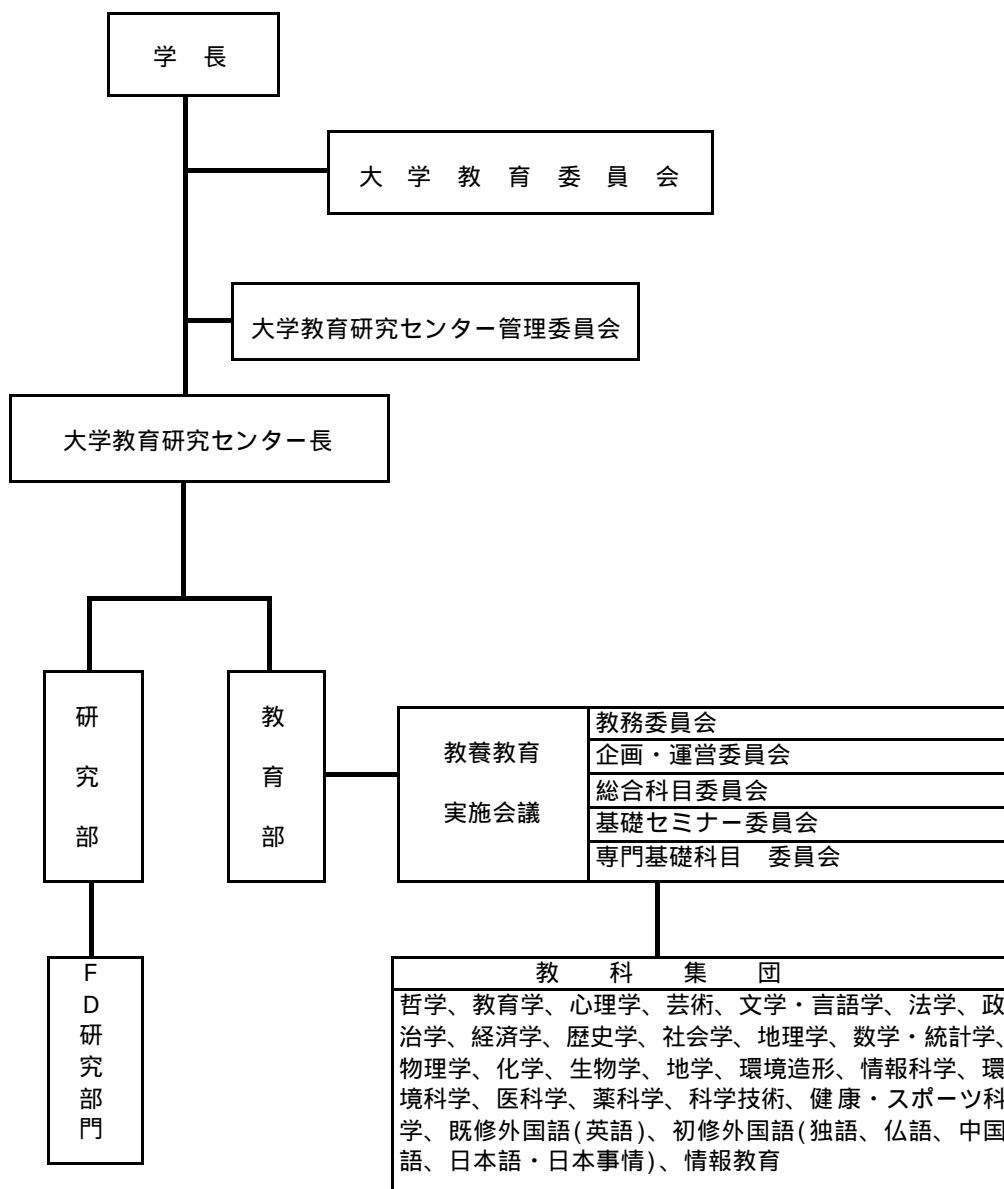 学 長
大 学 教 育 委 員 会
大学教育研究センター管理委員会
大学教育研究センター長
研究部
教育部
教養教育
実施会議
教務委員会
企画・運営委員会
総合科目委員会
基礎セミナー委員会
専門基礎科目 委員会
FD研究部門
教 科 集 団
哲学、教育学、心理学、芸術、文学・言語学、法学、政
治学、経済学、歴史学、社会学、地理学、数学・統計学、
物理学、化学、生物学、地学、環境造形、情報科学、環
境科学、医科学、薬科学、科学技術、健康・スポーツ科
学、既修外国語(英語)、初修外国語(独語、仏語、中国
語、日本語・日本事情)、情報教育